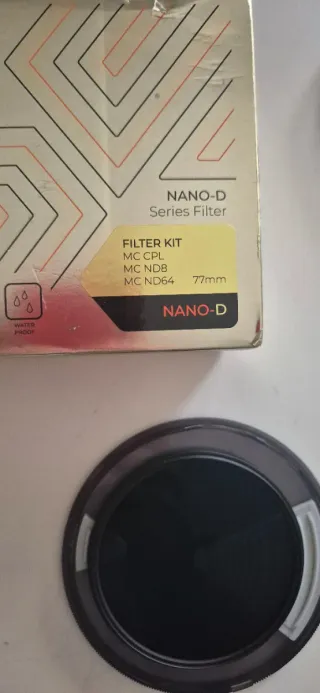 NANO-D
Series Filter
FILTER KIT
MC CPL
MC ND8
MC ND64 77mm
NANO-D
WATER
PROOF